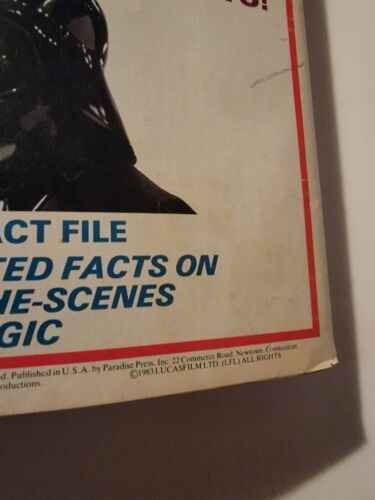 ACT FILE
TED FACTS ON
HE-SCENES
GIC
d. Published in U.S.A. by Paradise Press, Inc. 22 Commerce Road, Newtown, Connecticut
©1983 LUCASFILM LTD. (LFL) ALL RIGHTS
oductions.